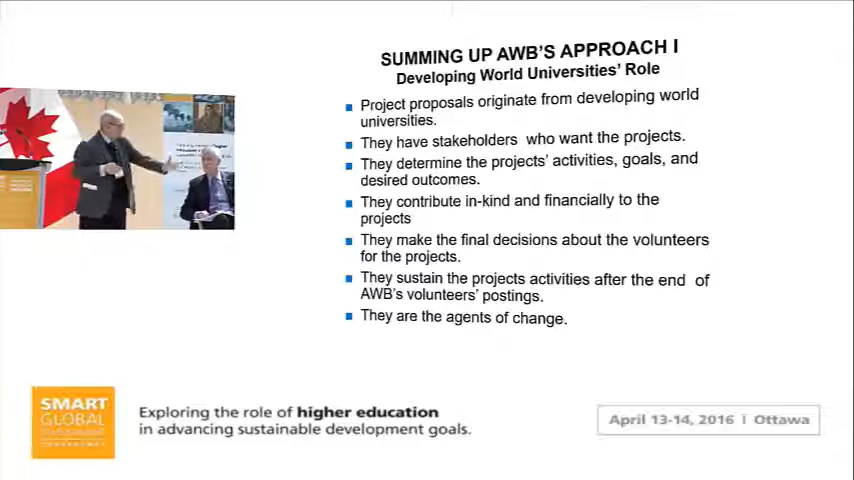 SUMMING UP AWB'S APPROACH I
Developing World Universities' Role
Project proposals originate from developing world
universities.
They have stakeholders who want the projects.
They determine the projects' activities, goals, and
desired outcomes.
They contribute in-kind and financially to the
projects
They make the final decisions about the volunteers
for the projects.
They sustain the projects activities after the end of
AWB's volunteers' postings.
They are the agents of change.
SMART
GLOBAL
Exploring the role of higher education
in advancing sustainable development goals.
April 13-14, 2016 | Ottawa